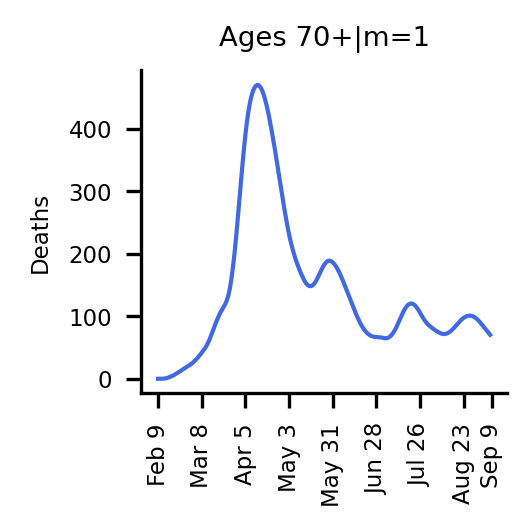 Ages 70+|m=1
Deaths
400
300
200
100
0
Feb 9
Mar 8
Apr 5
May 3
May 31
Jun 28
Jul 26
Aug 23
Sep 9